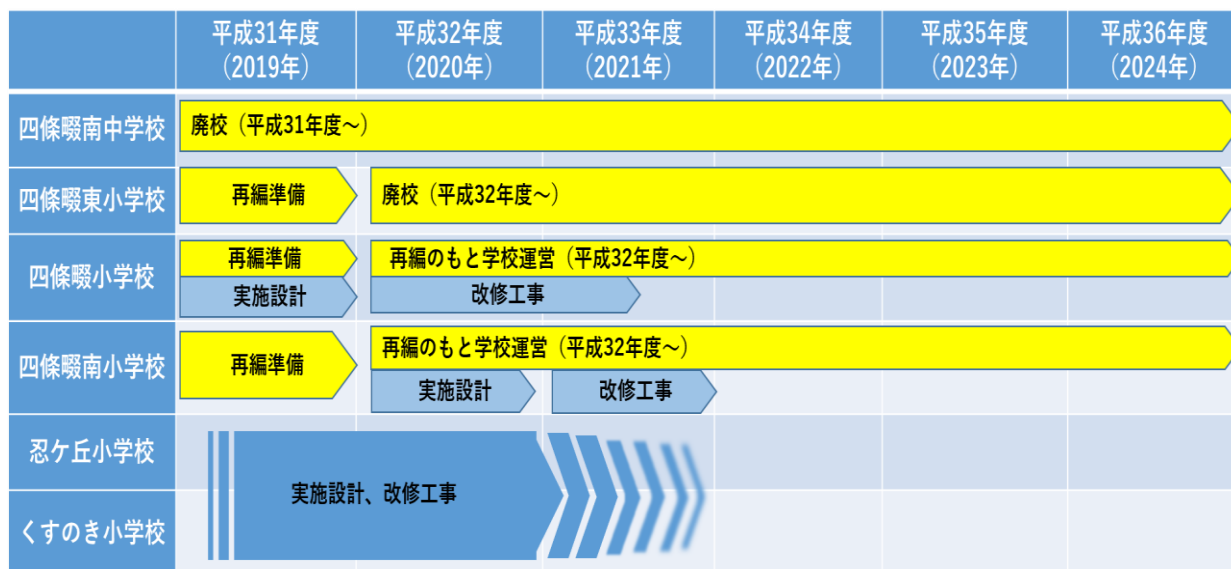 平成31年度
(2019年)
平成32年度
(2020年)
平成33年度
(2021年)
平成34年度
(2022年)
平成35年度
(2023年)
平成36年度
(2024年)
四條畷南中学校
廃校（平成31年度～）
四條畷東小学校
再編準備
廃校（平成32年度～）
四條畷小学校
再編準備
再編のもと学校運営（平成32年度～）
実施設計
改修工事
四條畷南小学校
再編準備
再編のもと学校運営（平成32年度～）
実施設計
改修工事
忍ケ丘小学校
実施設計、改修工事
くすのき小学校